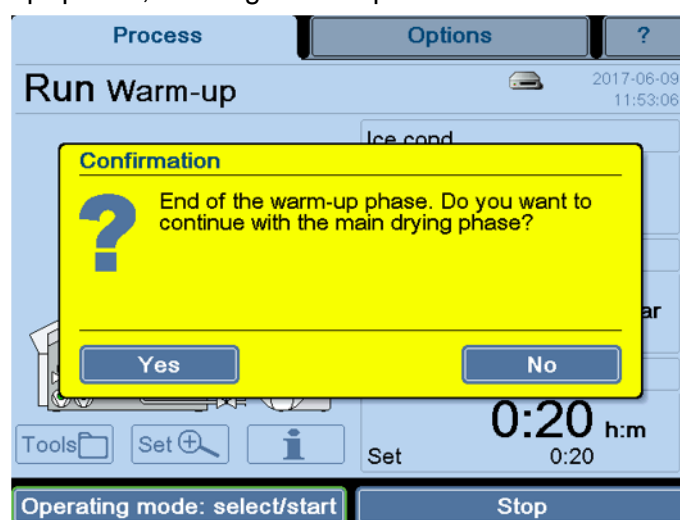 Process
Options
?
Run Warm-up
2017-06-09
11:53:06
Ice cond
Confirmation
?
End of the warm-up phase. Do you want to
continue with the main drying phase?
ar
Yes
No
0:20 h:m
Tools
Set
i
Set 0:20
Operating mode: select/start
Stop